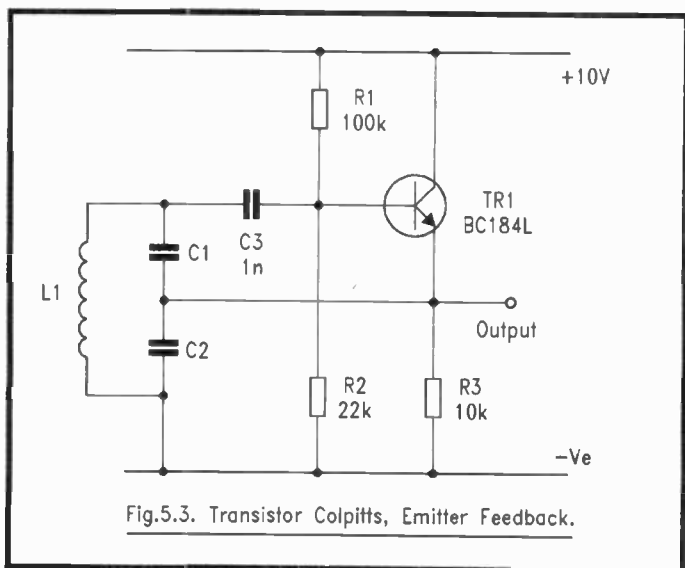 +10V
R1
100k
TR1
BC184L
C3
1n
C1
L1
Output
C2
R2
22k
R3
10k
-Ve
Fig.5.3. Transistor Colpitts, Emitter Feedback.